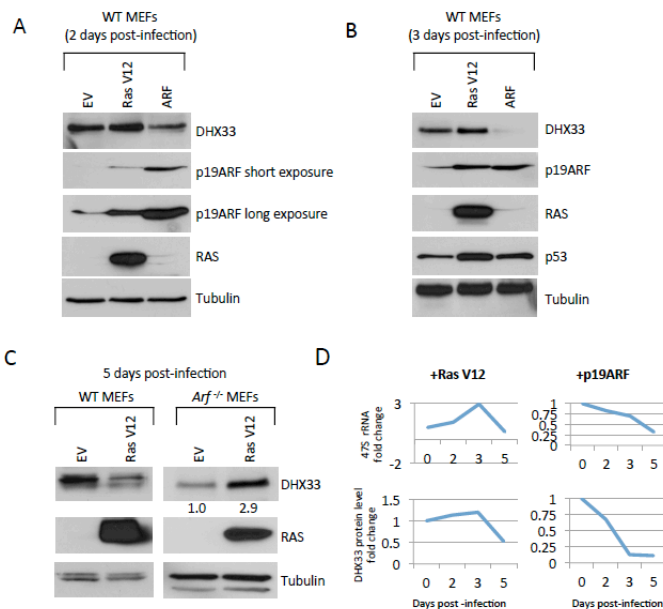 A
WT MEFs
(2 days post-infection)
EV
Ras V12
ARF
DHX33
p19ARF short exposure
p19ARF long exposure
RAS
Tubulin
B
WT MEFs
(3 days post-infection)
EV
Ras V12
ARF
DHX33
p19ARF
RAS
p53
Tubulin
C
5 days post-infection
WT MEFs
Arf -/- MEFs
EV
Ras V12
EV
Ras V12
DHX33
1.0 2.9
RAS
Tubulin
D
+Ras V12
47S rRNA
fold change
3
-2
0 2 3 5
+p19ARF
1
0.75
0.5
0.25
0
0 2 3 5
DHX33 protein level
fold change
1.5
1
0.5
0
0 2 3 5
Days post -infection
1
0.75
0.5
0.25
0
0 2 3 5
Days post-infection